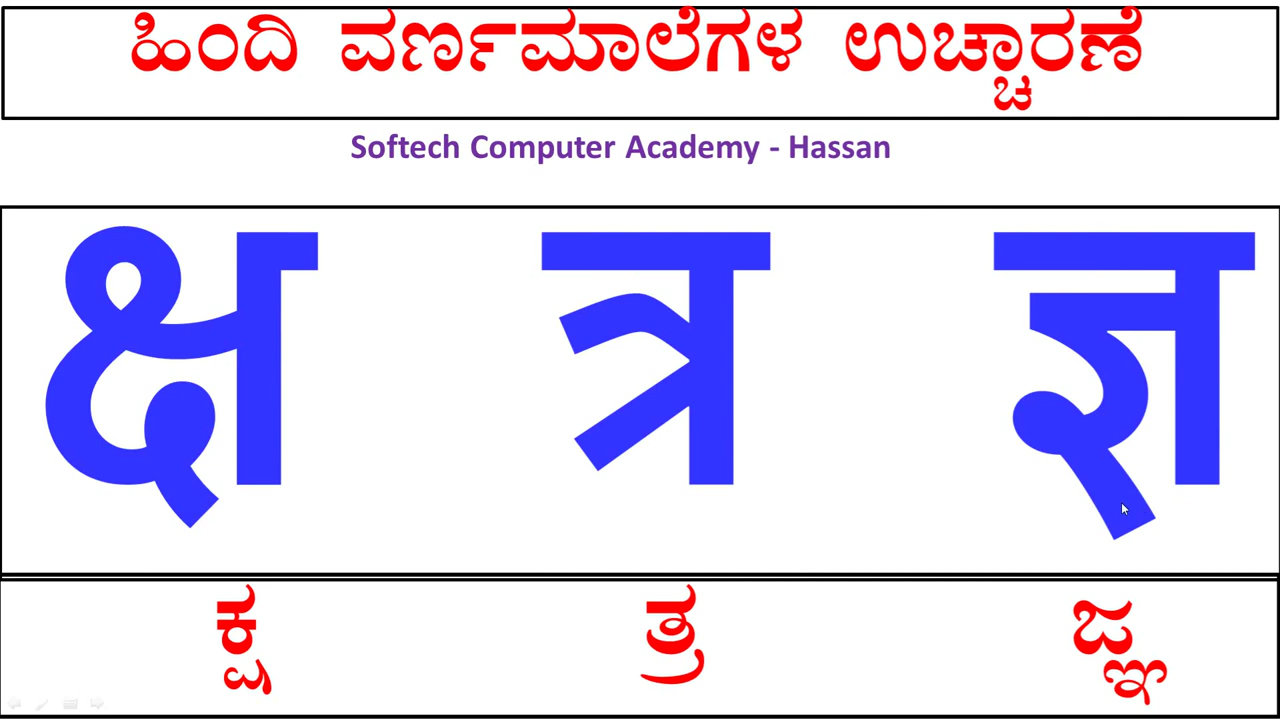 ಹಿಂದಿ ವರ್ಣಮಾಲೆಗಳ ಉಚ್ಚಾರಣೆ
Softech Computer Academy - Hassan
क्ष त्र ज्ञ
ಕ್ಷ ತ್ರ ಜ್ಞ